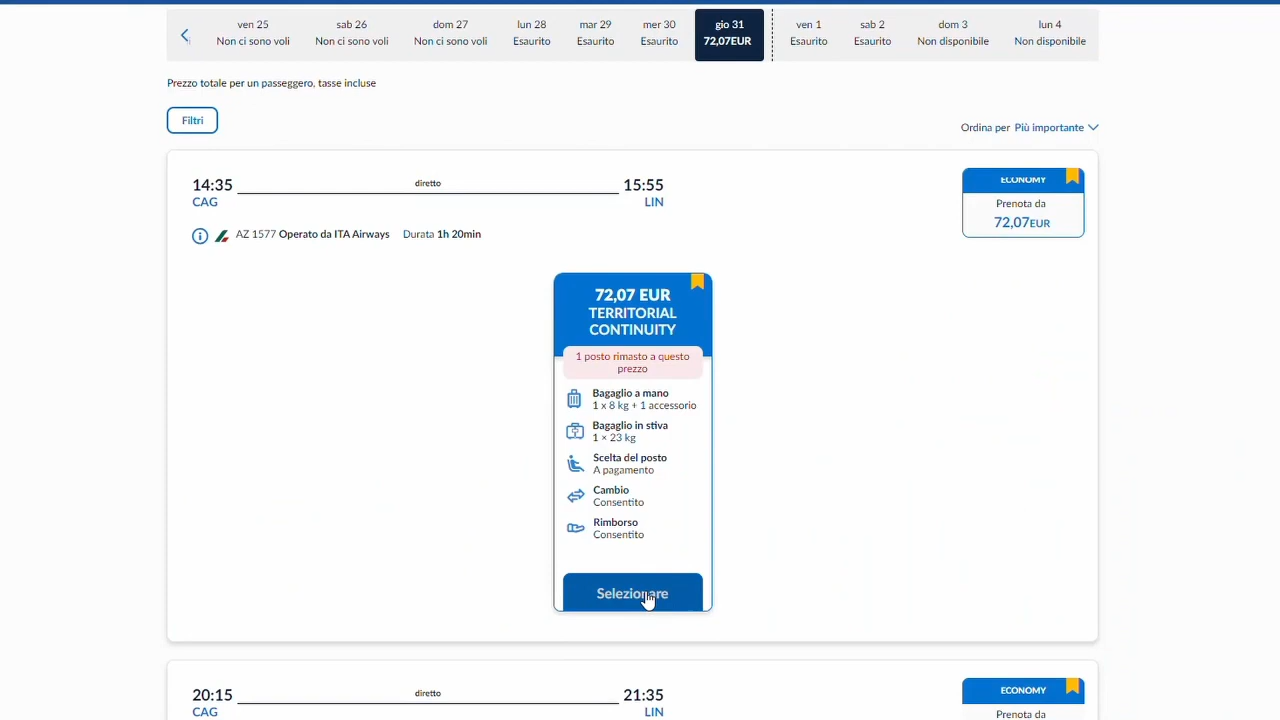 ven 25 sab 26 dom 27 lun 28 mar 29 mer 30 gio 31 ven 1 sab 2 dom 3 lun 4
Non ci sono voli Non ci sono voli Non ci sono voli Esaurito Esaurito Esaurito 72,07EUR Esaurito Esaurito Non disponibile Non disponibile
Prezzo totale per un passeggero, tasse incluse
Filtri
Ordina per Più importante
14:35 diretto 15:55
CAG LIN
AZ 1577 Operato da ITA Airways Durata 1h 20min
ECONOMY
Prenota da
72,07EUR
72,07 EUR
TERRITORIAL
CONTINUITY
1 posto rimasto a questo
prezzo
Bagaglio a mano
1 x 8 kg + 1 accessorio
Bagaglio in stiva
1 × 23 kg
Scelta del posto
A pagamento
Cambio
Consentito
Rimborso
Consentito
Selezionare
20:15 diretto 21:35
CAG LIN
ECONOMY
Prenota da